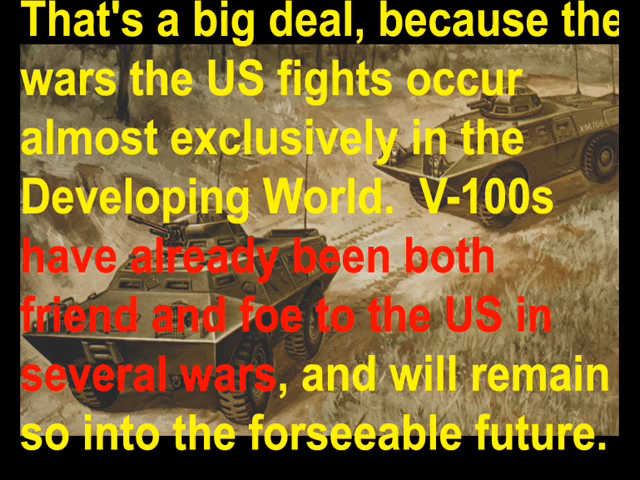 That's a big deal, because the
wars the US fights occur
almost exclusively in the
Developing World.  V-100s
have already been both
friend and foe to the US in
several wars, and will remain
so into the forseeable future.
XM706